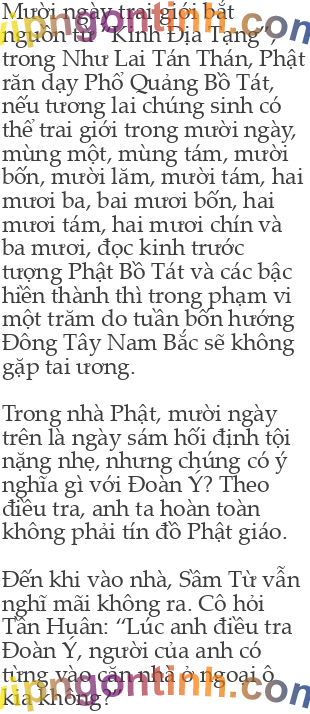 Mười ngày trai giới bắt
nguồn từ “Kinh Địa Tạng”,
trong Như Lai Tán Thán, Phật
răn dạy Phổ Quảng Bồ Tát,
nếu tương lai chúng sinh có
thể trai giới trong mười ngày,
mùng một, mùng tám, mười
bốn, mười lăm, mười tám, hai
mươi ba, bai mươi bốn, hai
mươi tám, hai mươi chín và
ba mươi, đọc kinh trước
tượng Phật Bồ Tát và các bậc
hiền thành thì trong phạm vi
một trăm do tuần bốn hướng
Đông Tây Nam Bắc sẽ không
gặp tai ương.
Trong nhà Phật, mười ngày
trên là ngày sám hối định tội
nặng nhẹ, nhưng chúng có ý
nghĩa gì với Đoàn Ý? Theo
điều tra, anh ta hoàn toàn
không phải tín đồ Phật giáo.
Đến khi vào nhà, Sầm Từ vẫn
nghĩ mãi không ra. Cô hỏi
Tần Huân: “Lúc anh điều tra
Đoàn Ý, người của anh có
từng vào căn nhà ở ngoại ô
kia không?
vipngontinh.com
vipngontinh.com